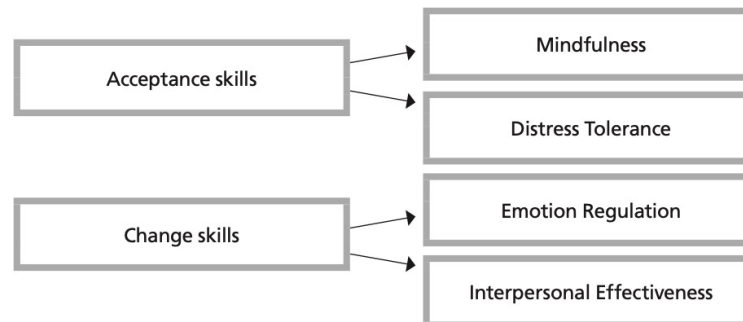 Acceptance skills
Mindfulness
Distress Tolerance
Change skills
Emotion Regulation
Interpersonal Effectiveness